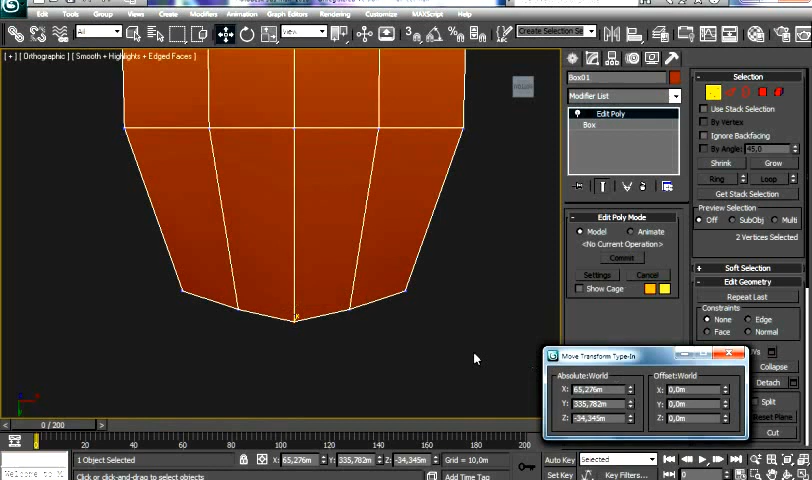 Edit Tools Group Views Create Modifiers Animation Graph Editors Rendering Customize MAXScript Help
All View 3 Create Selection Se
[ + ] [ Orthographic ] [ Smooth + Highlights + Edged Faces ]
Box01
Modifier List
Edit Poly
Box
Edit Poly Mode
Model Animate
<No Current Operation>
Commit
Settings Cancel
Show Cage
Selection
Use Stack Selection
By Vertex
Ignore Backfacing
By Angle: 45,0
Shrink Grow
Ring Loop
Get Stack Selection
Preview Selection
Off SubObj Multi
2 Vertices Selected
Soft Selection
Edit Geometry
Repeat Last
Constraints
None Edge
Face Normal
Collapse
Detach
Split
Reset Plane
Cut
Move Transform Type-In
Absolute:World Offset:World
X: 65,276m X: 0,0m
Y: 335,782m Y: 0,0m
Z: -34,345m Z: 0,0m
0 / 200
0 20 40 60 80 100 120 140 160 180 200
1 Object Selected X: 65,276m Y: 335,782m Z: -34,345m Grid = 10,0m Auto Key Selected
Welcome to M Click or click-and-drag to select objects Add Time Tag Set Key Key Filters... 0